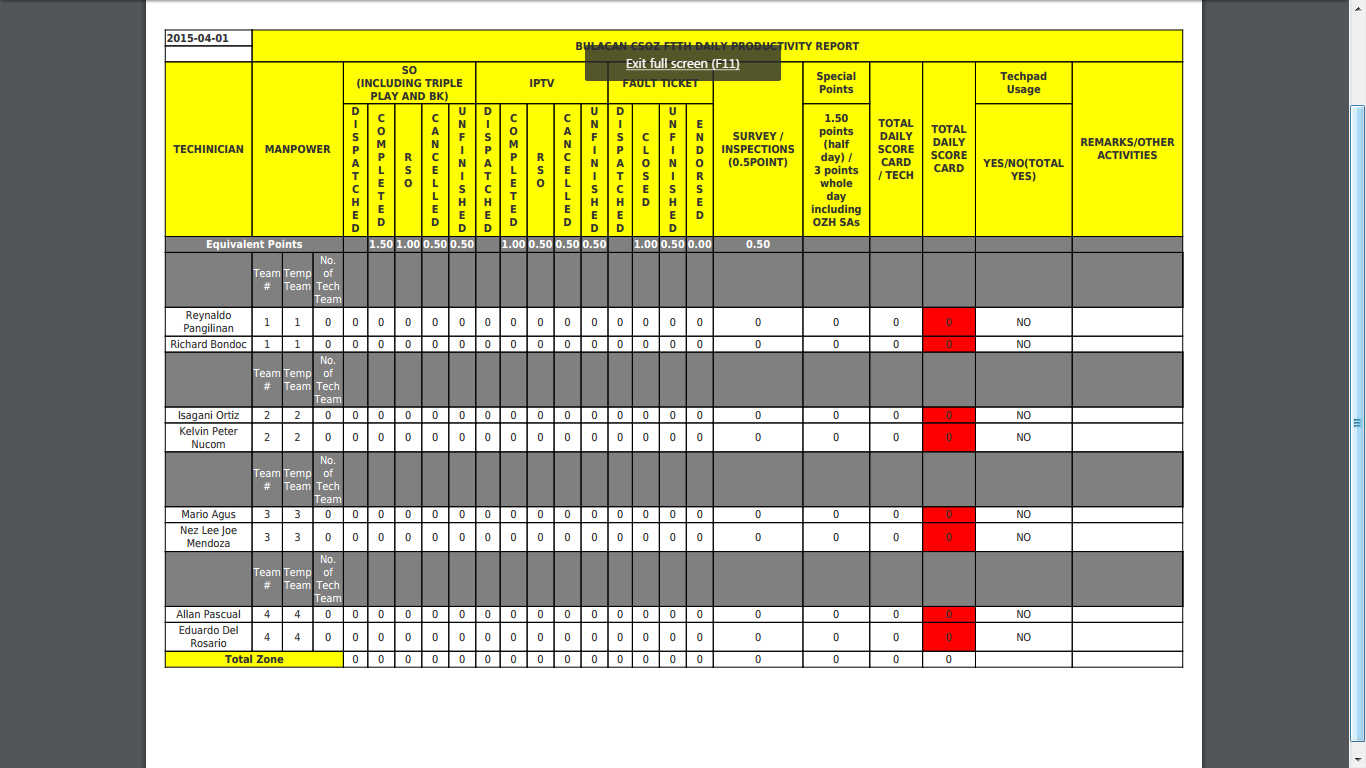 2015-04-01
BULACAN CSOZ FTTH DAILY PRODUCTIVITY REPORT
Exit full screen (F11)
TECHINICIAN
MANPOWER
SO
(INCLUDING TRIPLE
PLAY AND BK)
IPTV
FAULT TICKET
SURVEY /
INSPECTIONS
(0.5POINT)
Special
Points
TOTAL
DAILY
SCORE
CARD
/ TECH
TOTAL
DAILY
SCORE
CARD
Techpad
Usage
REMARKS/OTHER
ACTIVITIES
DISPATCHED
COMPLETED
RSO
CANCELLED
UNFINISHED
DISPATCHED
COMPLETED
RSO
CANCELLED
UNFINISHED
DISPATCHED
CLOSED
UNFINISHED
ENDORSED
1.50
points
(half
day) /
3 points
whole
day
including
OZH SAs
YES/NO(TOTAL
YES)
Equivalent Points 1.50 1.00 0.50 0.50 1.00 0.50 0.50 0.50 1.00 0.50 0.00 0.50
Team
#
Temp
Team
No.
of
Tech
Team
Reynaldo
Pangilinan
1 1 0 0 0 0 0 0 0 0 0 0 0 0 0 0 0 0 0 0 0 NO
Richard Bondoc 1 1 0 0 0 0 0 0 0 0 0 0 0 0 0 0 0 0 0 0 0 NO
Team
#
Temp
Team
No.
of
Tech
Team
Isagani Ortiz 2 2 0 0 0 0 0 0 0 0 0 0 0 0 0 0 0 0 0 0 0 NO
Kelvin Peter
Nucom
2 2 0 0 0 0 0 0 0 0 0 0 0 0 0 0 0 0 0 0 0 NO
Team
#
Temp
Team
No.
of
Tech
Team
Mario Agus 3 3 0 0 0 0 0 0 0 0 0 0 0 0 0 0 0 0 0 0 0 NO
Nez Lee Joe
Mendoza
3 3 0 0 0 0 0 0 0 0 0 0 0 0 0 0 0 0 0 0 0 NO
Team
#
Temp
Team
No.
of
Tech
Team
Allan Pascual 4 4 0 0 0 0 0 0 0 0 0 0 0 0 0 0 0 0 0 0 0 NO
Eduardo Del
Rosario
4 4 0 0 0 0 0 0 0 0 0 0 0 0 0 0 0 0 0 0 0 NO
Total Zone 0 0 0 0 0 0 0 0 0 0 0 0 0 0 0 0 0 0